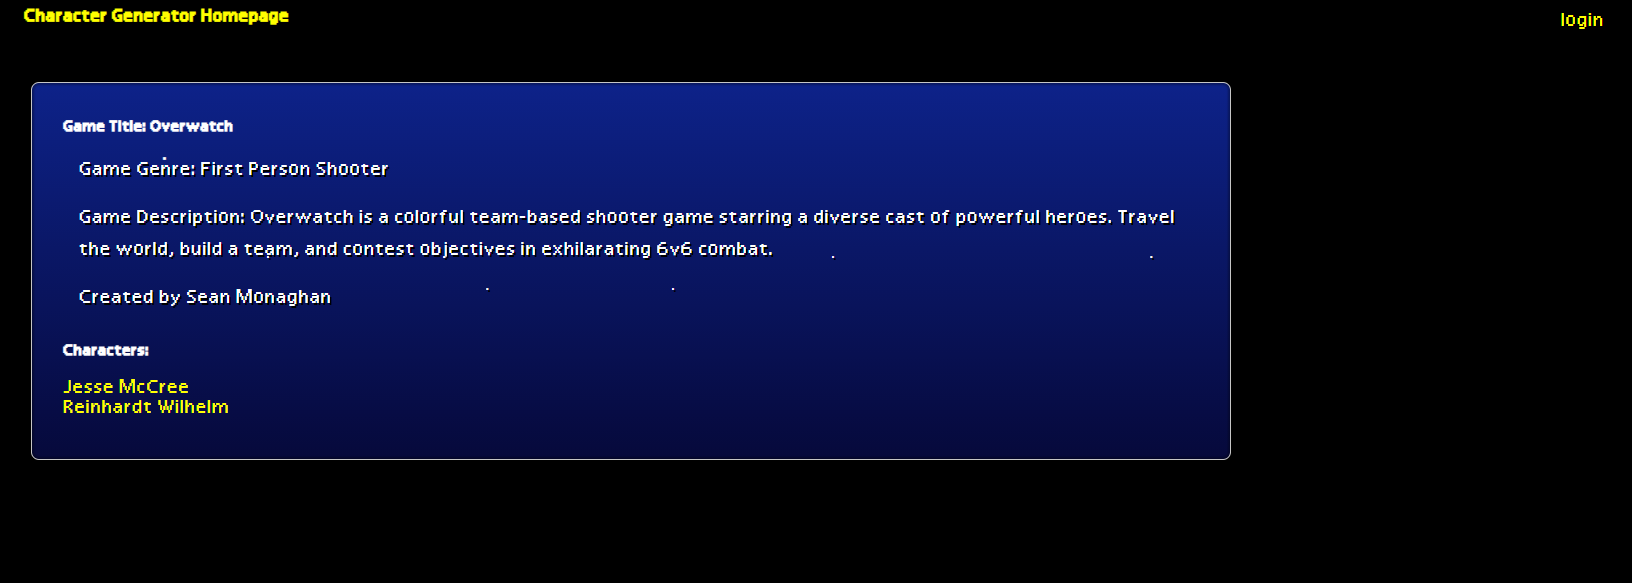 Character Generator Homepage
login
Game Title: Overwatch
Game Genre: First Person Shooter
Game Description: Overwatch is a colorful team-based shooter game starring a diverse cast of powerful heroes. Travel
the world, build a team, and contest objectives in exhilarating 6v6 combat.
Created by Sean Monaghan
Characters:
Jesse McCree
Reinhardt Wilhelm